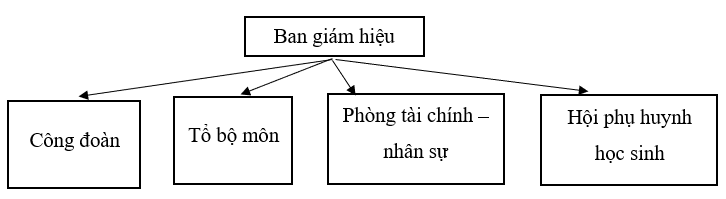 Ban giám hiệu
Công đoàn
Tổ bộ môn
Phòng tài chính –
nhân sự
Hội phụ huynh
học sinh